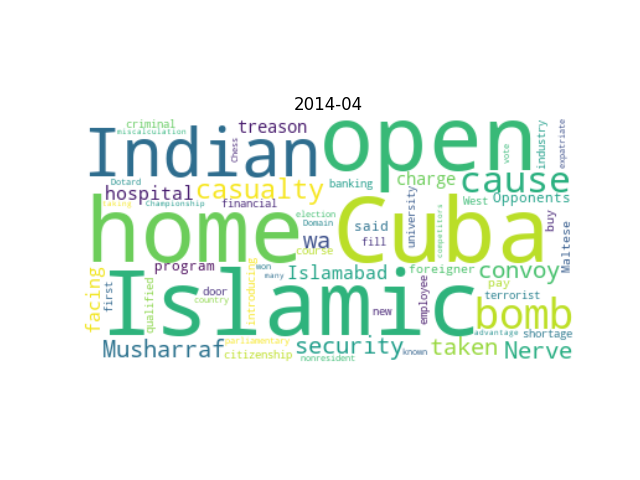 2014-04
criminal
miscalculation
treason
Chess
Indian
open
vote
industry
expatriate
Dotard
hospital
casualty
banking
charge
cause
West
Opponents
Championship
financial
home
Cuba
election
Domain
said
wa
fill
course
university
competitors
buy
Maltese
program
won
many
Islamabad
foreigner
convoy
facing
first
qualified
door
country
introducing
Islamic
new
employee
pay
terrorist
bomb
advantage
shortage
Musharraf
parliamentary
citizenship
security
nonresident
known
taken
Nerve